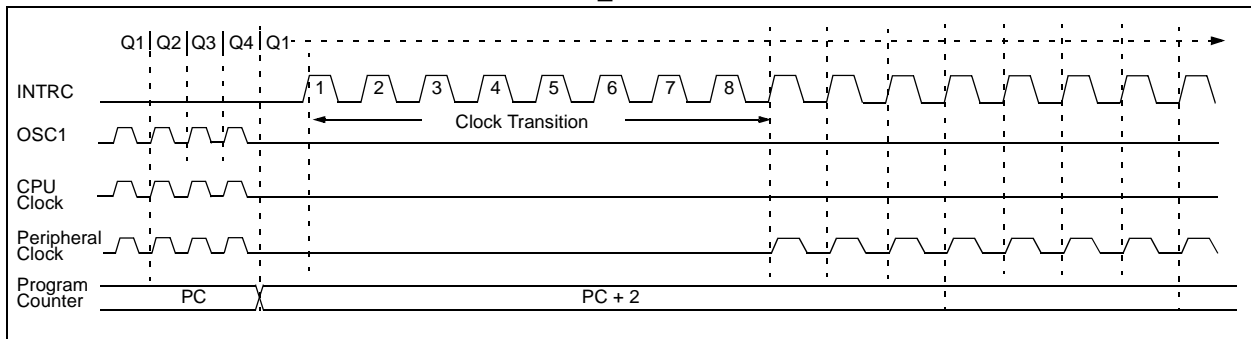 Q1 Q2 Q3 Q4 Q1
INTRC
1 2 3 4 5 6 7 8
Clock Transition
OSC1
CPU
Clock
Peripheral
Clock
Program
Counter
PC
PC + 2